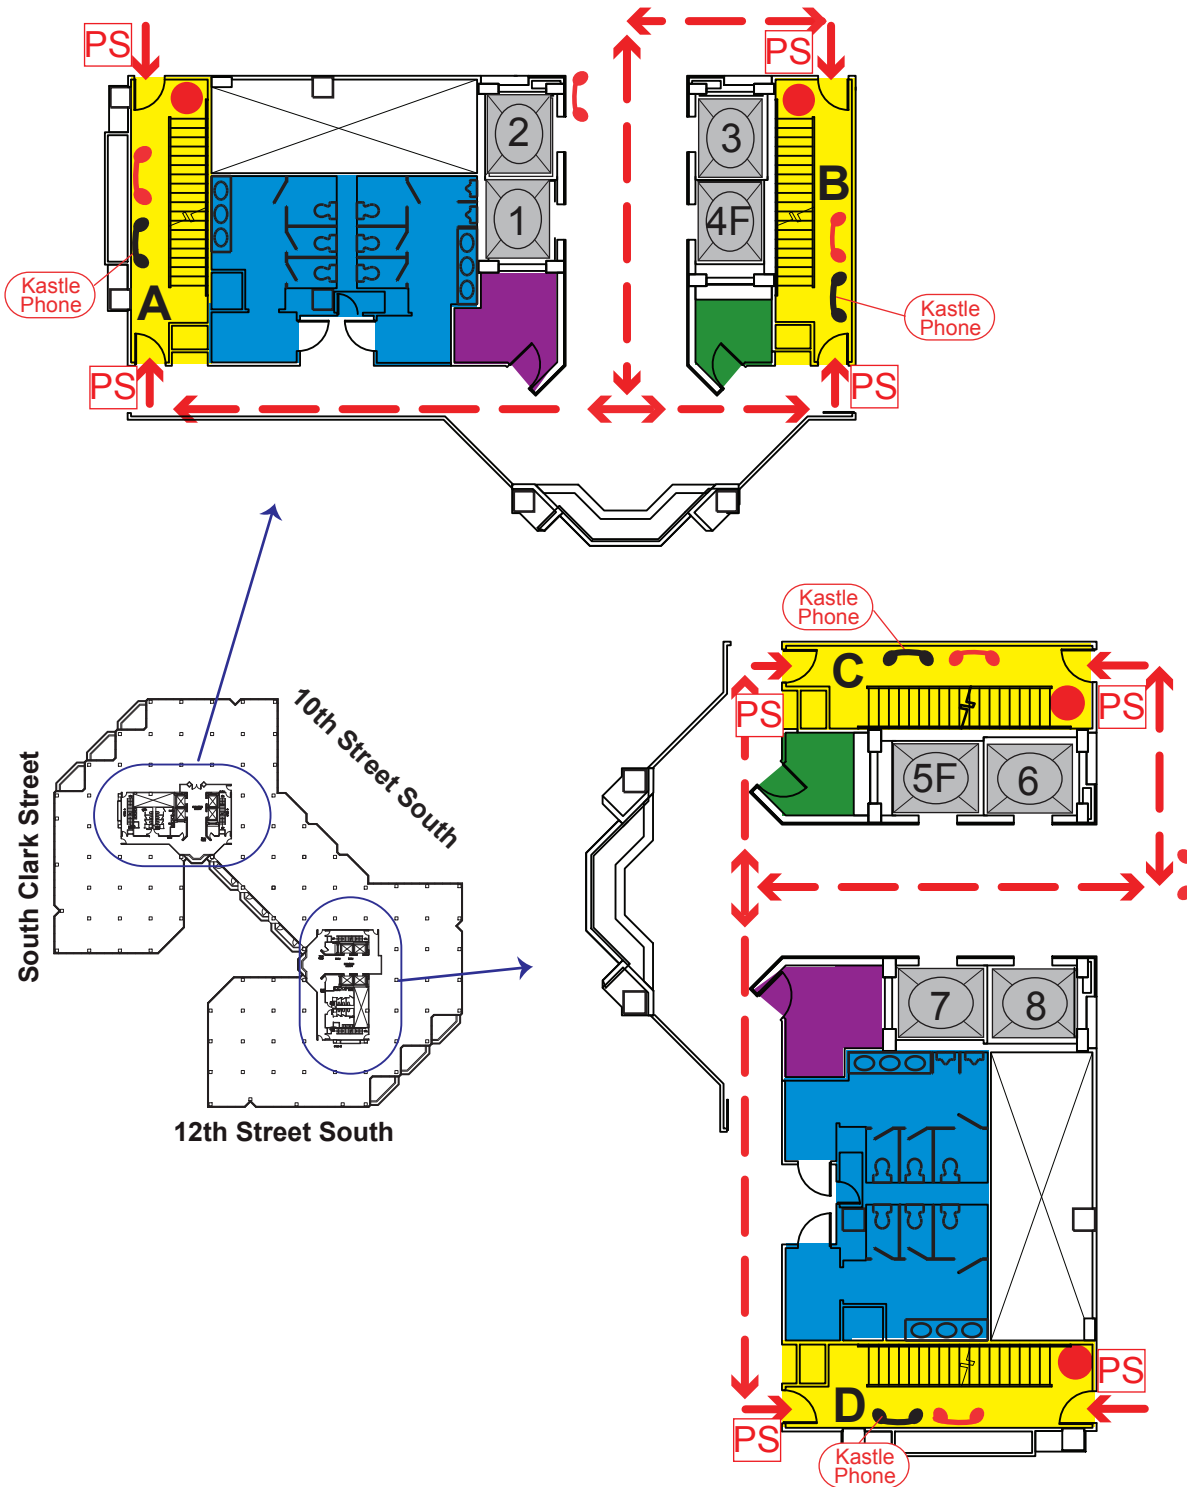 PS
PS
2
3
B
1
4F
Kastle
Phone
A
Kastle
Phone
PS
PS
Kastle
Phone
C
PS
PS
10th Street South
5F
6
South Clark Street
7
8
12th Street South
PS
D
PS
Kastle
Phone